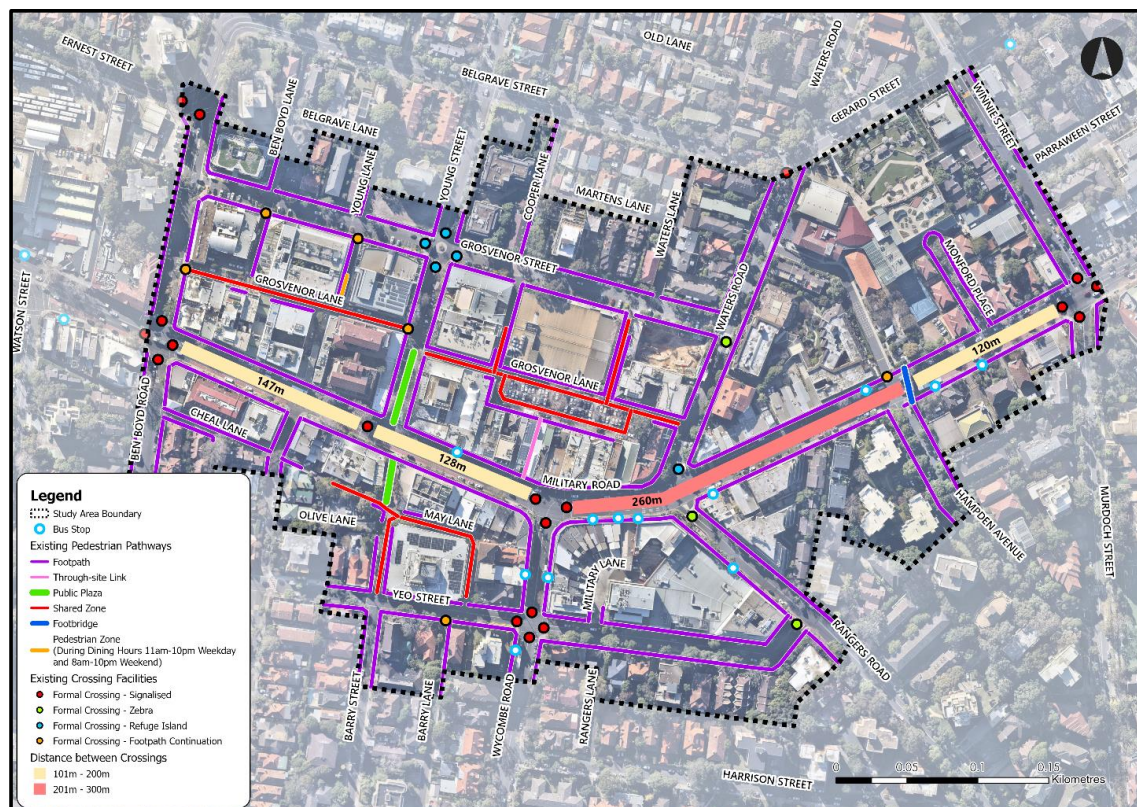 ERNEST STREET
BEN BOYD LANE
BELGRAVE LANE
BELGRAVE STREET
OLD LANE
WATERS ROAD
GERARD STREET
WINNIE STREET
PARRAWEEN STREET
YOUNG LANE
YOUNG STREET
COOPER LANE
MARTENS LANE
WATERS LANE
GROSVENOR STREET
WATERS ROAD
MONFORD PLACE
WATSON STREET
GROSVENOR LANE
GROSVENOR LANE
120m
147m
BEN BOYD ROAD
CHEAL LANE
128m
MILITARY ROAD
260m
HAMPDEN AVENUE
MURDOCH STREET
OLIVE LANE
MAY LANE
MILITARY LANE
YEO STREET
RANGERS ROAD
BARRY STREET
BARRY LANE
WYCOMBE ROAD
RANGERS LANE
HARRISON STREET
Legend
Study Area Boundary
Bus Stop
Existing Pedestrian Pathways
Footpath
Through-site Link
Public Plaza
Shared Zone
Footbridge
Pedestrian Zone
(During Dining Hours 11am-10pm Weekday
and 8am-10pm Weekend)
Existing Crossing Facilities
Formal Crossing - Signalised
Formal Crossing - Zebra
Formal Crossing - Refuge Island
Formal Crossing - Footpath Continuation
Distance between Crossings
101m - 200m
201m - 300m
0 0.05 0.1 0.15
Kilometres